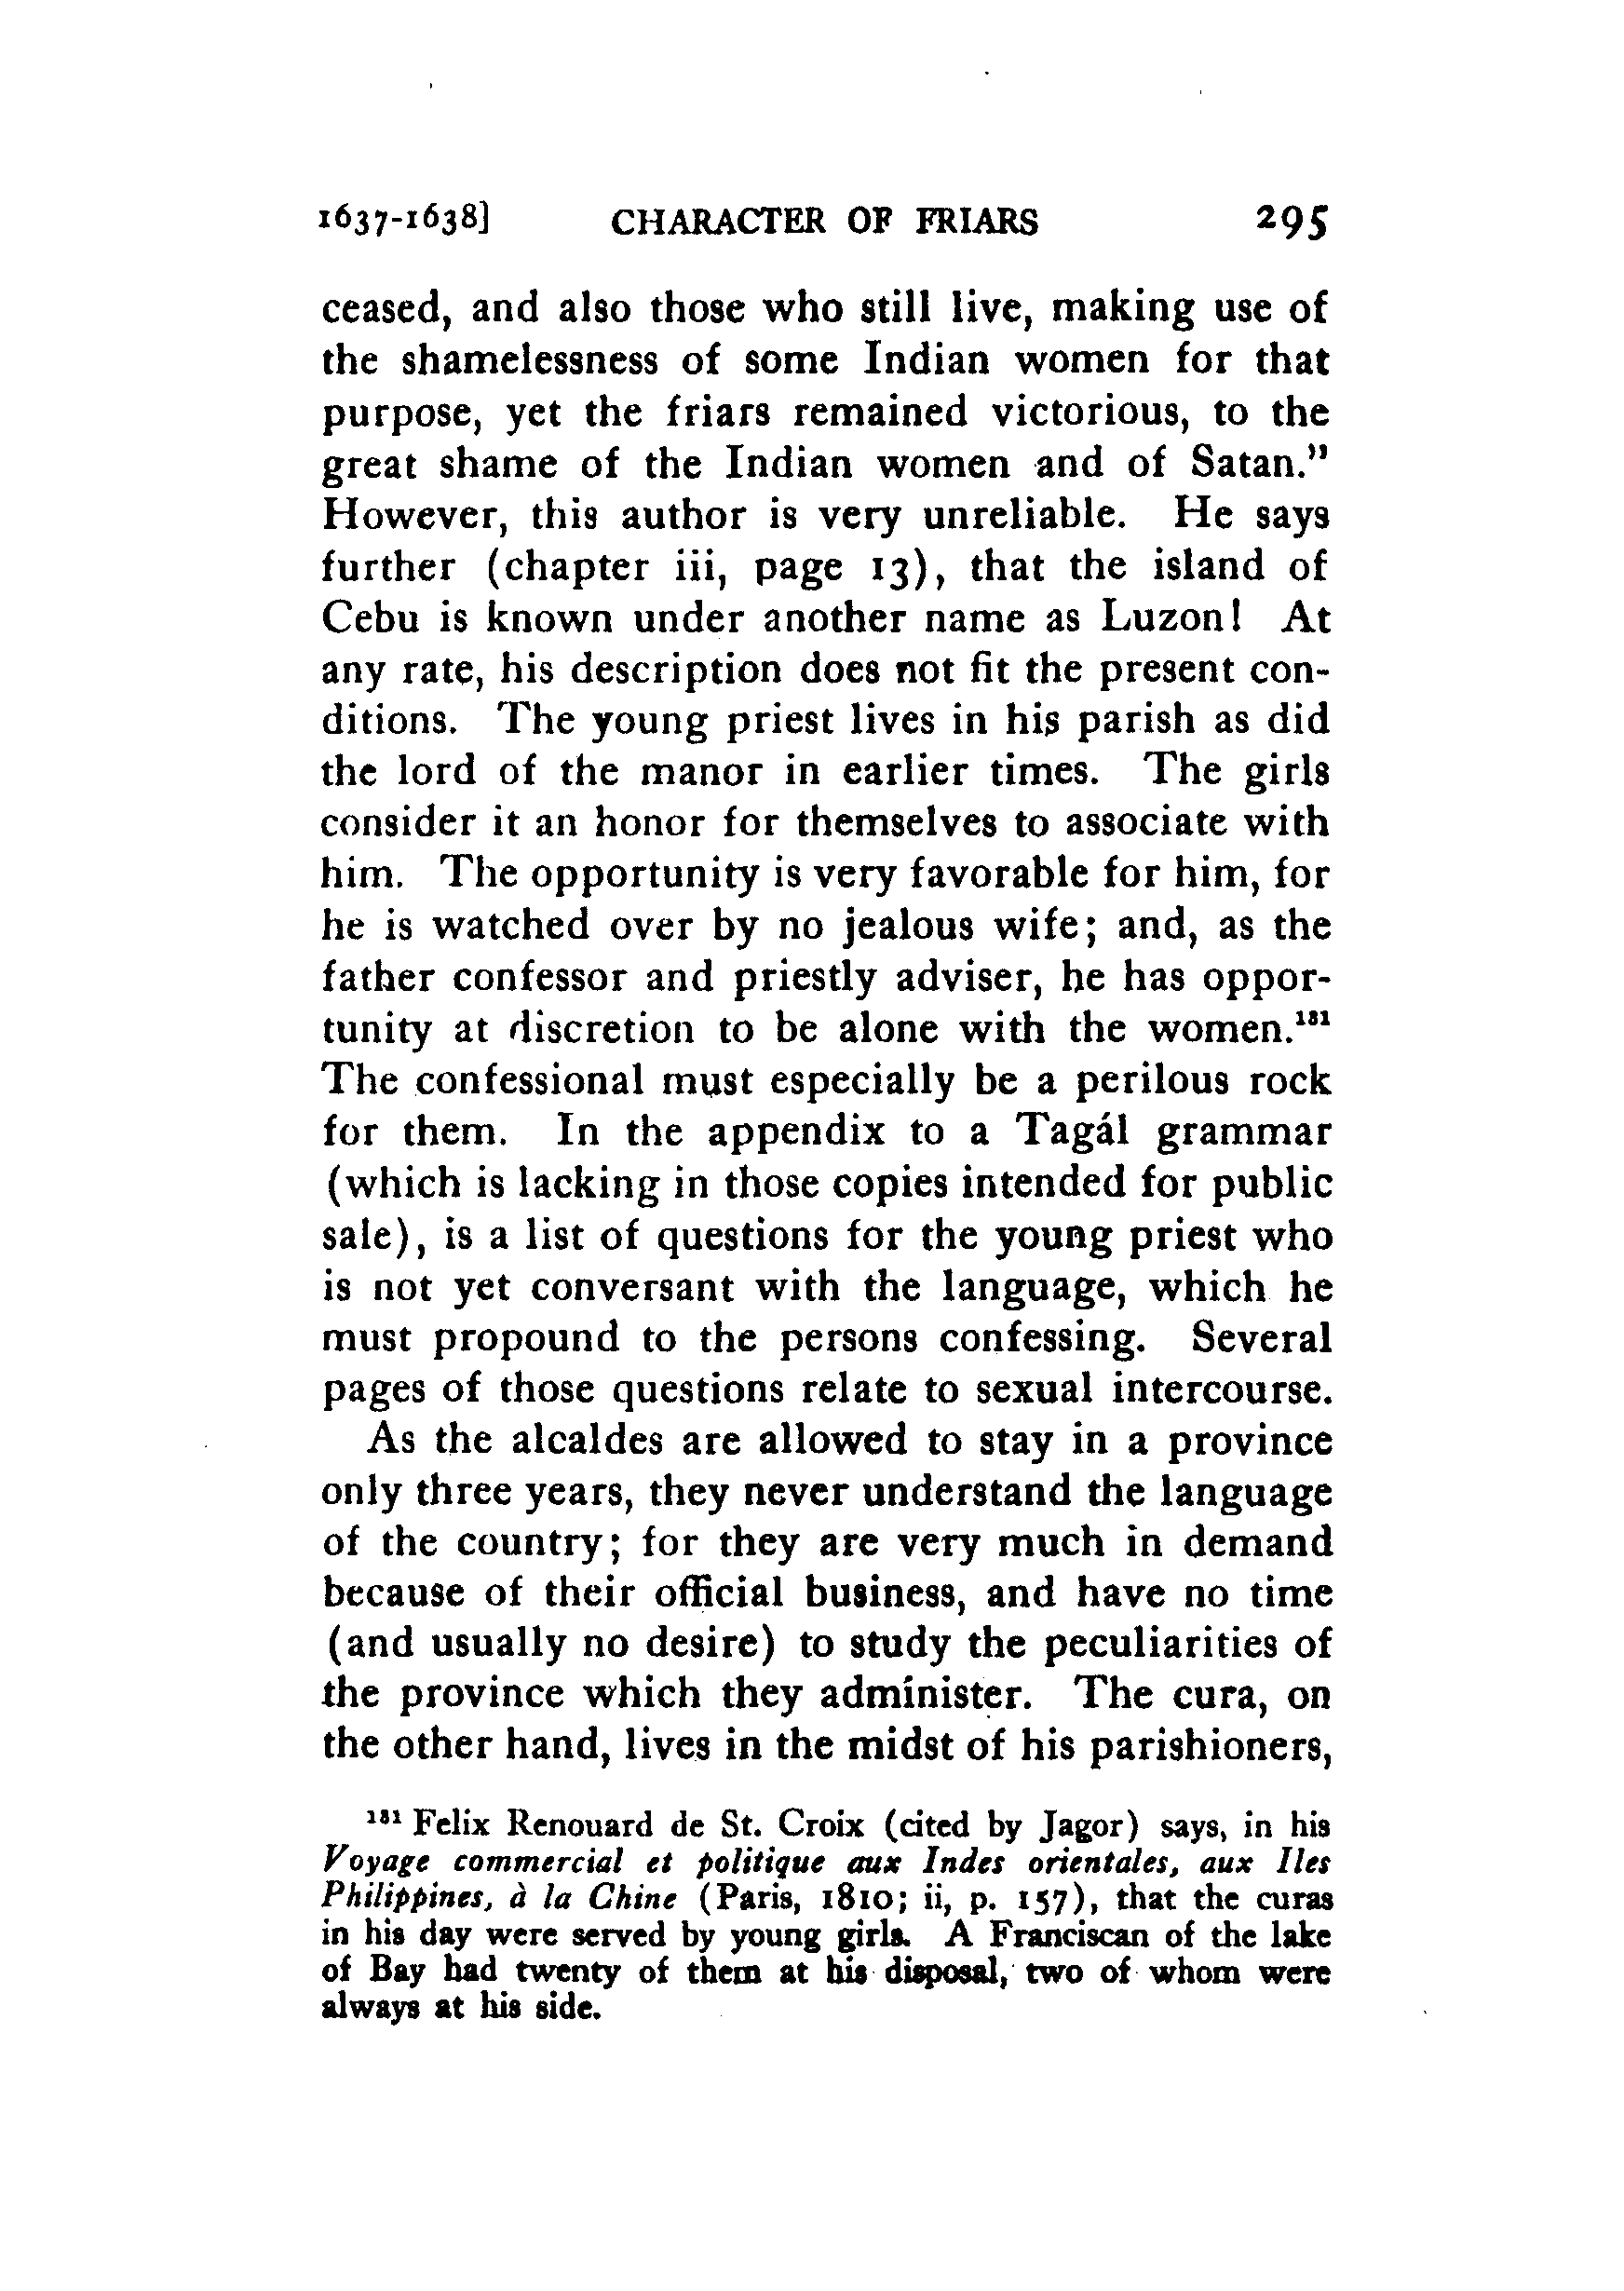 1637-1638] CHARACTER OF FRIARS 295
ceased, and also those who still live, making use of
the shamelessness of some Indian women for that
purpose, yet the friars remained victorious, to the
great shame of the Indian women and of Satan."
However, this author is very unreliable. He says
further (chapter iii, page 13), that the island of
Cebu is known under another name as Luzon! At
any rate, his description does not fit the present con-
ditions. The young priest lives in his parish as did
the lord of the manor in earlier times. The girls
consider it an honor for themselves to associate with
him. The opportunity is very favorable for him, for
he is watched over by no jealous wife; and, as the
father confessor and priestly adviser, he has oppor-
tunity at discretion to be alone with the women.¹⁸¹
The confessional must especially be a perilous rock
for them. In the appendix to a Tagál grammar
(which is lacking in those copies intended for public
sale), is a list of questions for the young priest who
is not yet conversant with the language, which he
must propound to the persons confessing. Several
pages of those questions relate to sexual intercourse.
As the alcaldes are allowed to stay in a province
only three years, they never understand the language
of the country; for they are very much in demand
because of their official business, and have no time
(and usually no desire) to study the peculiarities of
the province which they administer. The cura, on
the other hand, lives in the midst of his parishioners,
¹⁸¹ Felix Renouard de St. Croix (cited by Jagor) says, in his
Voyage commercial et politique aux Indes orientales, aux Iles
Philippines, à la Chine (Paris, 1810; ii, p. 157), that the curas
in his day were served by young girls. A Franciscan of the lake
of Bay had twenty of them at his disposal, two of whom were
always at his side.